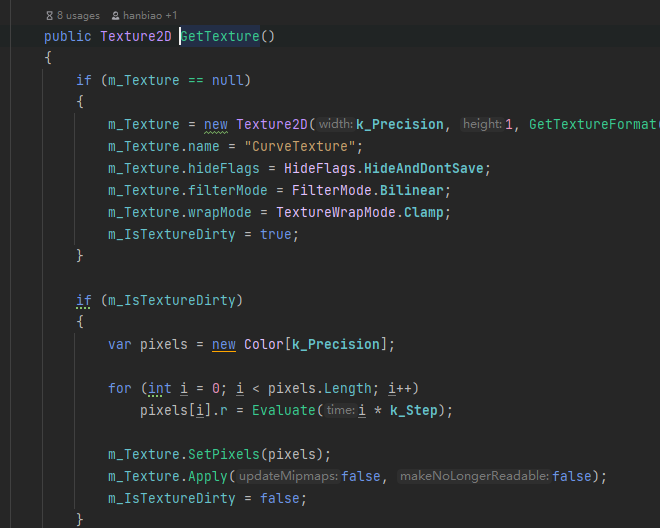 8 usages hanbiao +1
public Texture2D GetTexture()
{
if (m_Texture == null)
{
m_Texture = new Texture2D(width:k_Precision, height:1, GetTextureFormat(
m_Texture.name = "CurveTexture";
m_Texture.hideFlags = HideFlags.HideAndDontSave;
m_Texture.filterMode = FilterMode.Bilinear;
m_Texture.wrapMode = TextureWrapMode.Clamp;
m_IsTextureDirty = true;
}
if (m_IsTextureDirty)
{
var pixels = new Color[k_Precision];
for (int i = 0; i < pixels.Length; i++)
pixels[i].r = Evaluate(time:i * k_Step);
m_Texture.SetPixels(pixels);
m_Texture.Apply(updateMipmaps:false, makeNoLongerReadable:false);
m_IsTextureDirty = false;
}